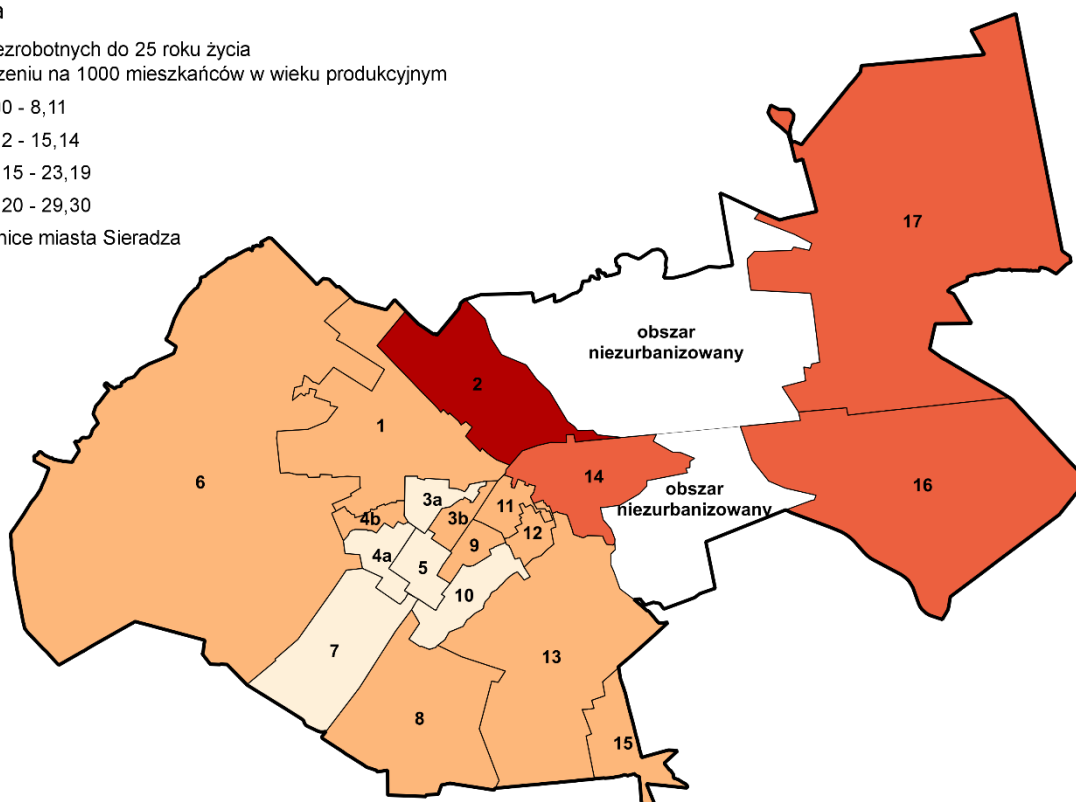 a
ezrobotnych do 25 roku życia
zeniu na 1000 mieszkańców w wieku produkcyjnym
0 - 8,11
2 - 15,14
15 - 23,19
20 - 29,30
nice miasta Sieradza
17
obszar
niezurbanizowany
2
1
14
16
6
3a
obszar
niezurbanizowany
11
4b
3b
12
9
4a
5
10
7
13
8
15